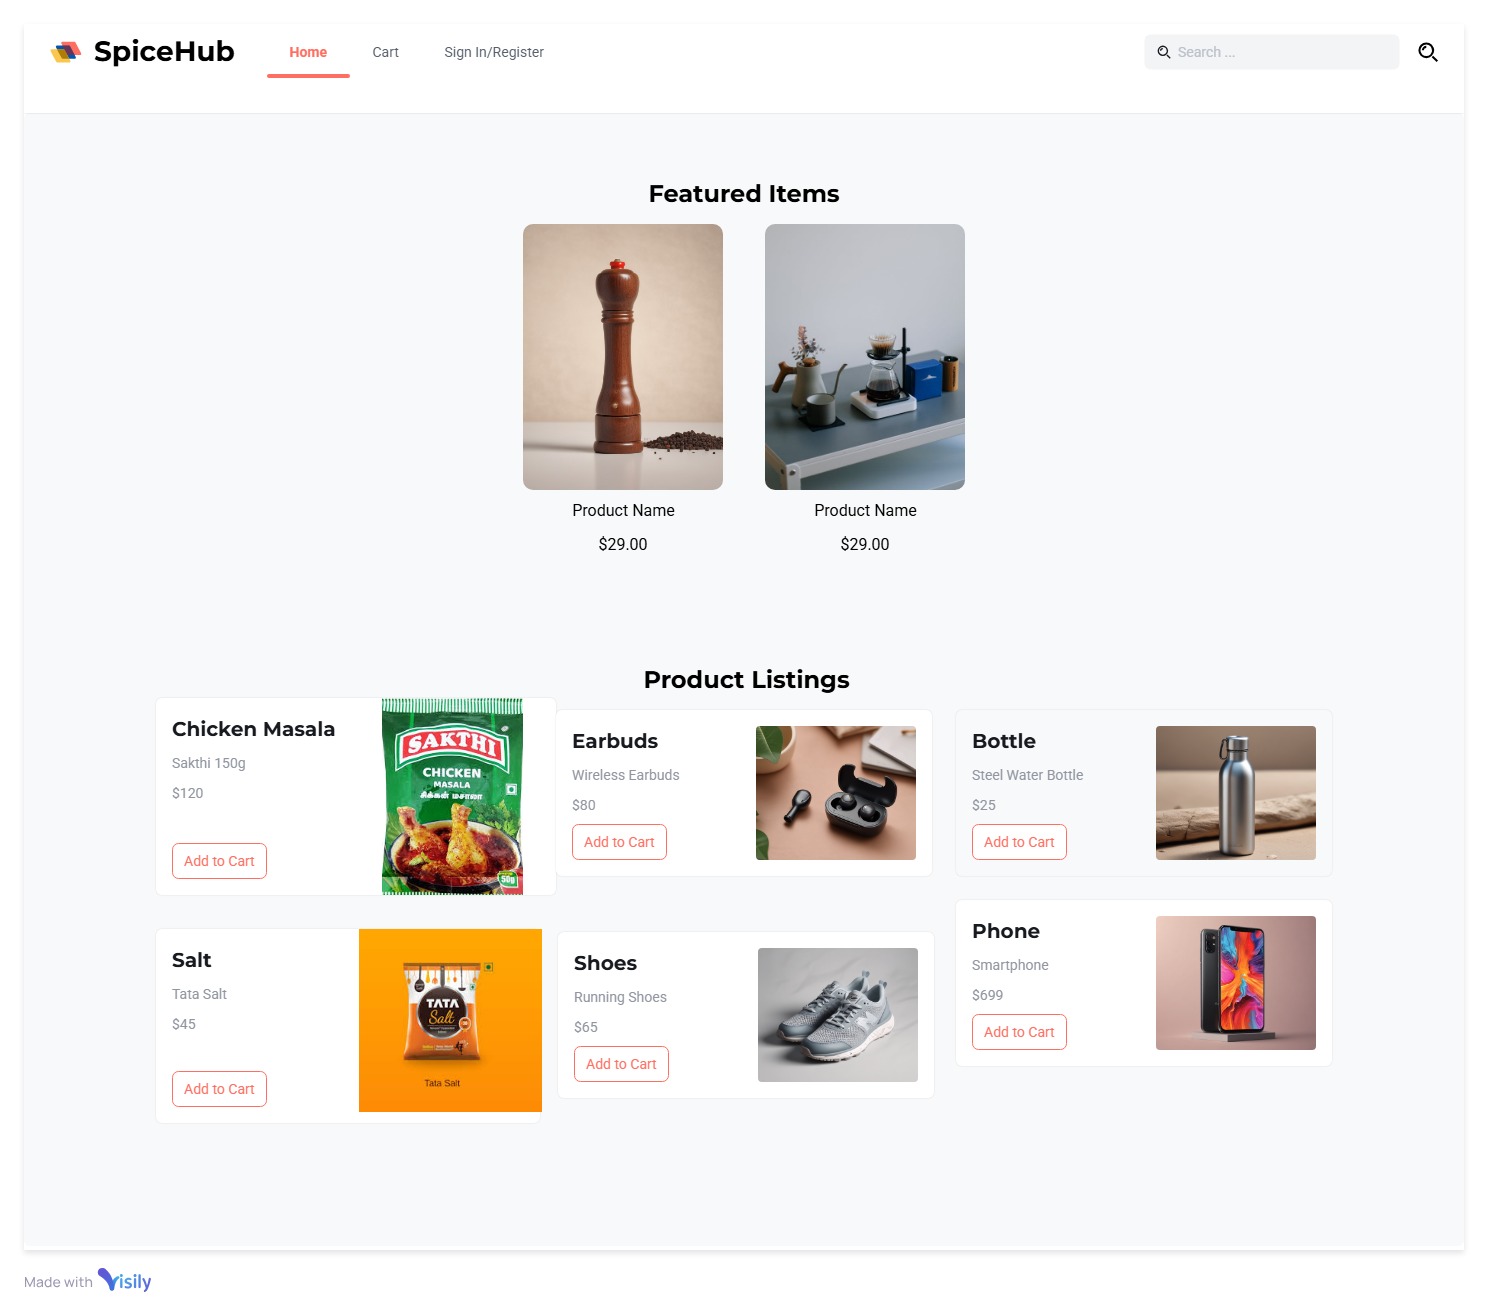 SpiceHub
Home
Cart
Sign In/Register
Search ...
Featured Items
Product Name
$29.00
Product Name
$29.00
Product Listings
Chicken Masala
Sakthi 150g
$120
Add to Cart
SAKTHI
CHICKEN
MASALA
சிக்கன் மசாலா
50g
Earbuds
Wireless Earbuds
$80
Add to Cart
Bottle
Steel Water Bottle
$25
Add to Cart
Salt
Tata Salt
$45
Add to Cart
TATA
Salt
Tata Salt
Shoes
Running Shoes
$65
Add to Cart
Phone
Smartphone
$699
Add to Cart
Made with Visily